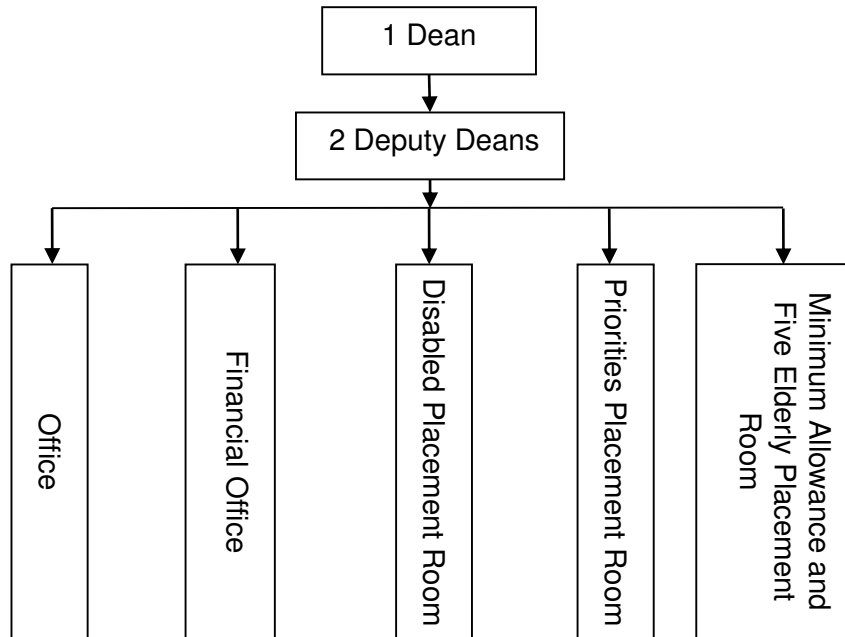 1 Dean
2 Deputy Deans
Office
Financial Office
Disabled Placement Room
Priorities Placement Room
Minimum Allowance and
Five Elderly Placement
Room